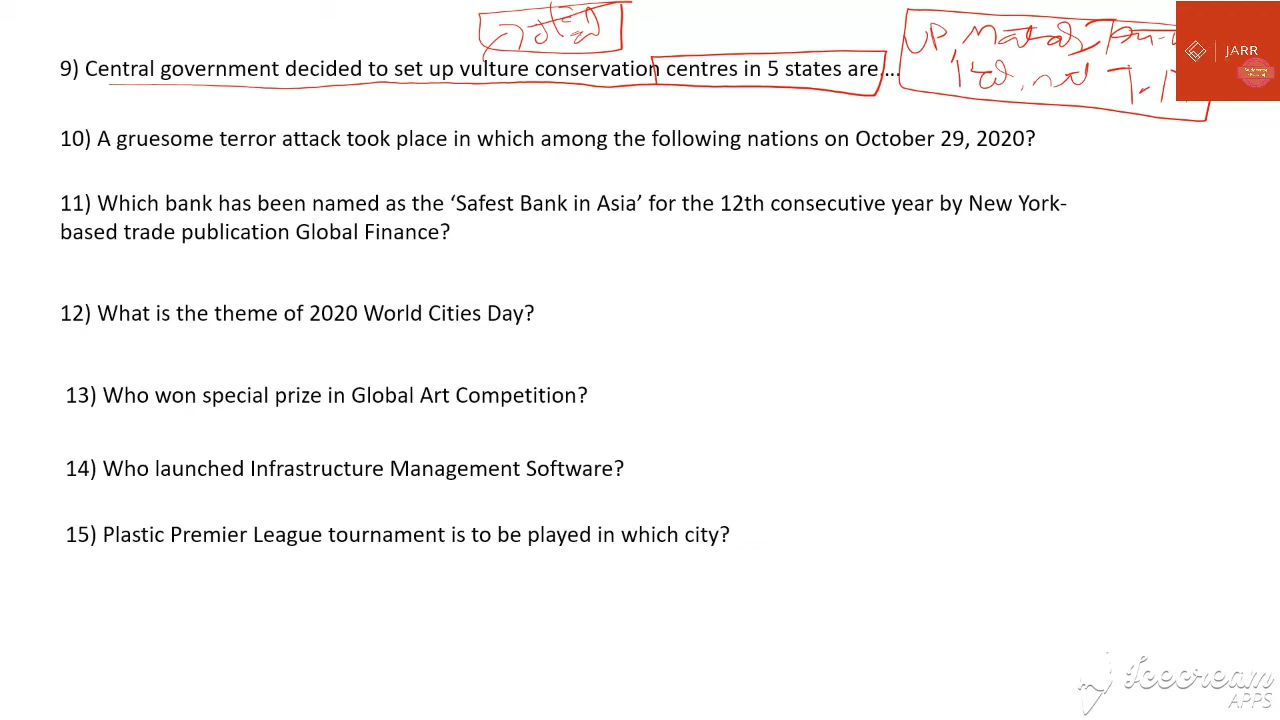 UP,
JARR
9) Central government decided to set up vulture conservation centres in 5 states are....
10) A gruesome terror attack took place in which among the following nations on October 29, 2020?
11) Which bank has been named as the ‘Safest Bank in Asia’ for the 12th consecutive year by New York-
based trade publication Global Finance?
12) What is the theme of 2020 World Cities Day?
13) Who won special prize in Global Art Competition?
14) Who launched Infrastructure Management Software?
15) Plastic Premier League tournament is to be played in which city?
Icecream
APPS